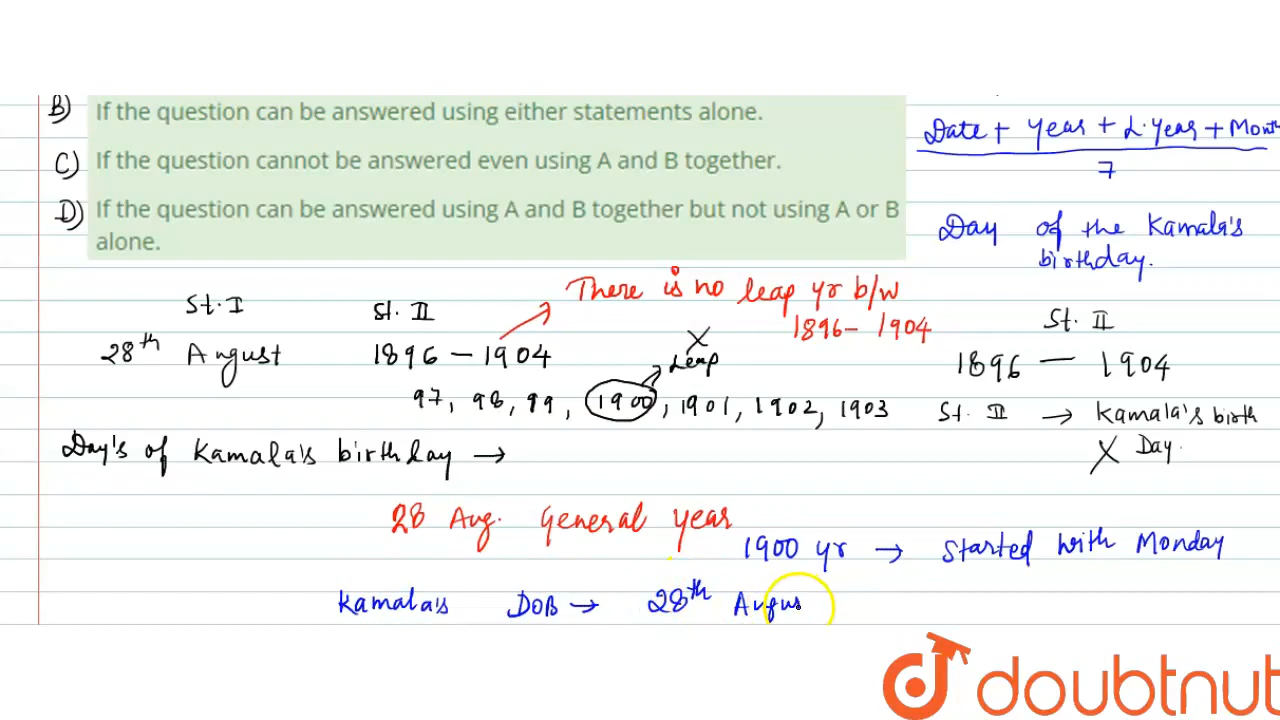 B) If the question can be answered using either statements alone.
Date + Year + L.Year + Month
7
C) If the question cannot be answered even using A and B together.
D) If the question can be answered using A and B together but not using A or B
alone.
Day of the Kamala's
birthday.
St. I
St. II
There is no leap yr b/w
1896- 1904
28th August
1896 - 1904
X
Leap
97, 98, 99, 1900, 1901, 1902, 1903
St. II
1896 — 1904
St. II → Kamala's birth
X Day.
Day's of Kamala's birthday →
28 Aug. General year
1900 yr → Started with Monday
Kamala's DOB → 28th Augus
doubtnut